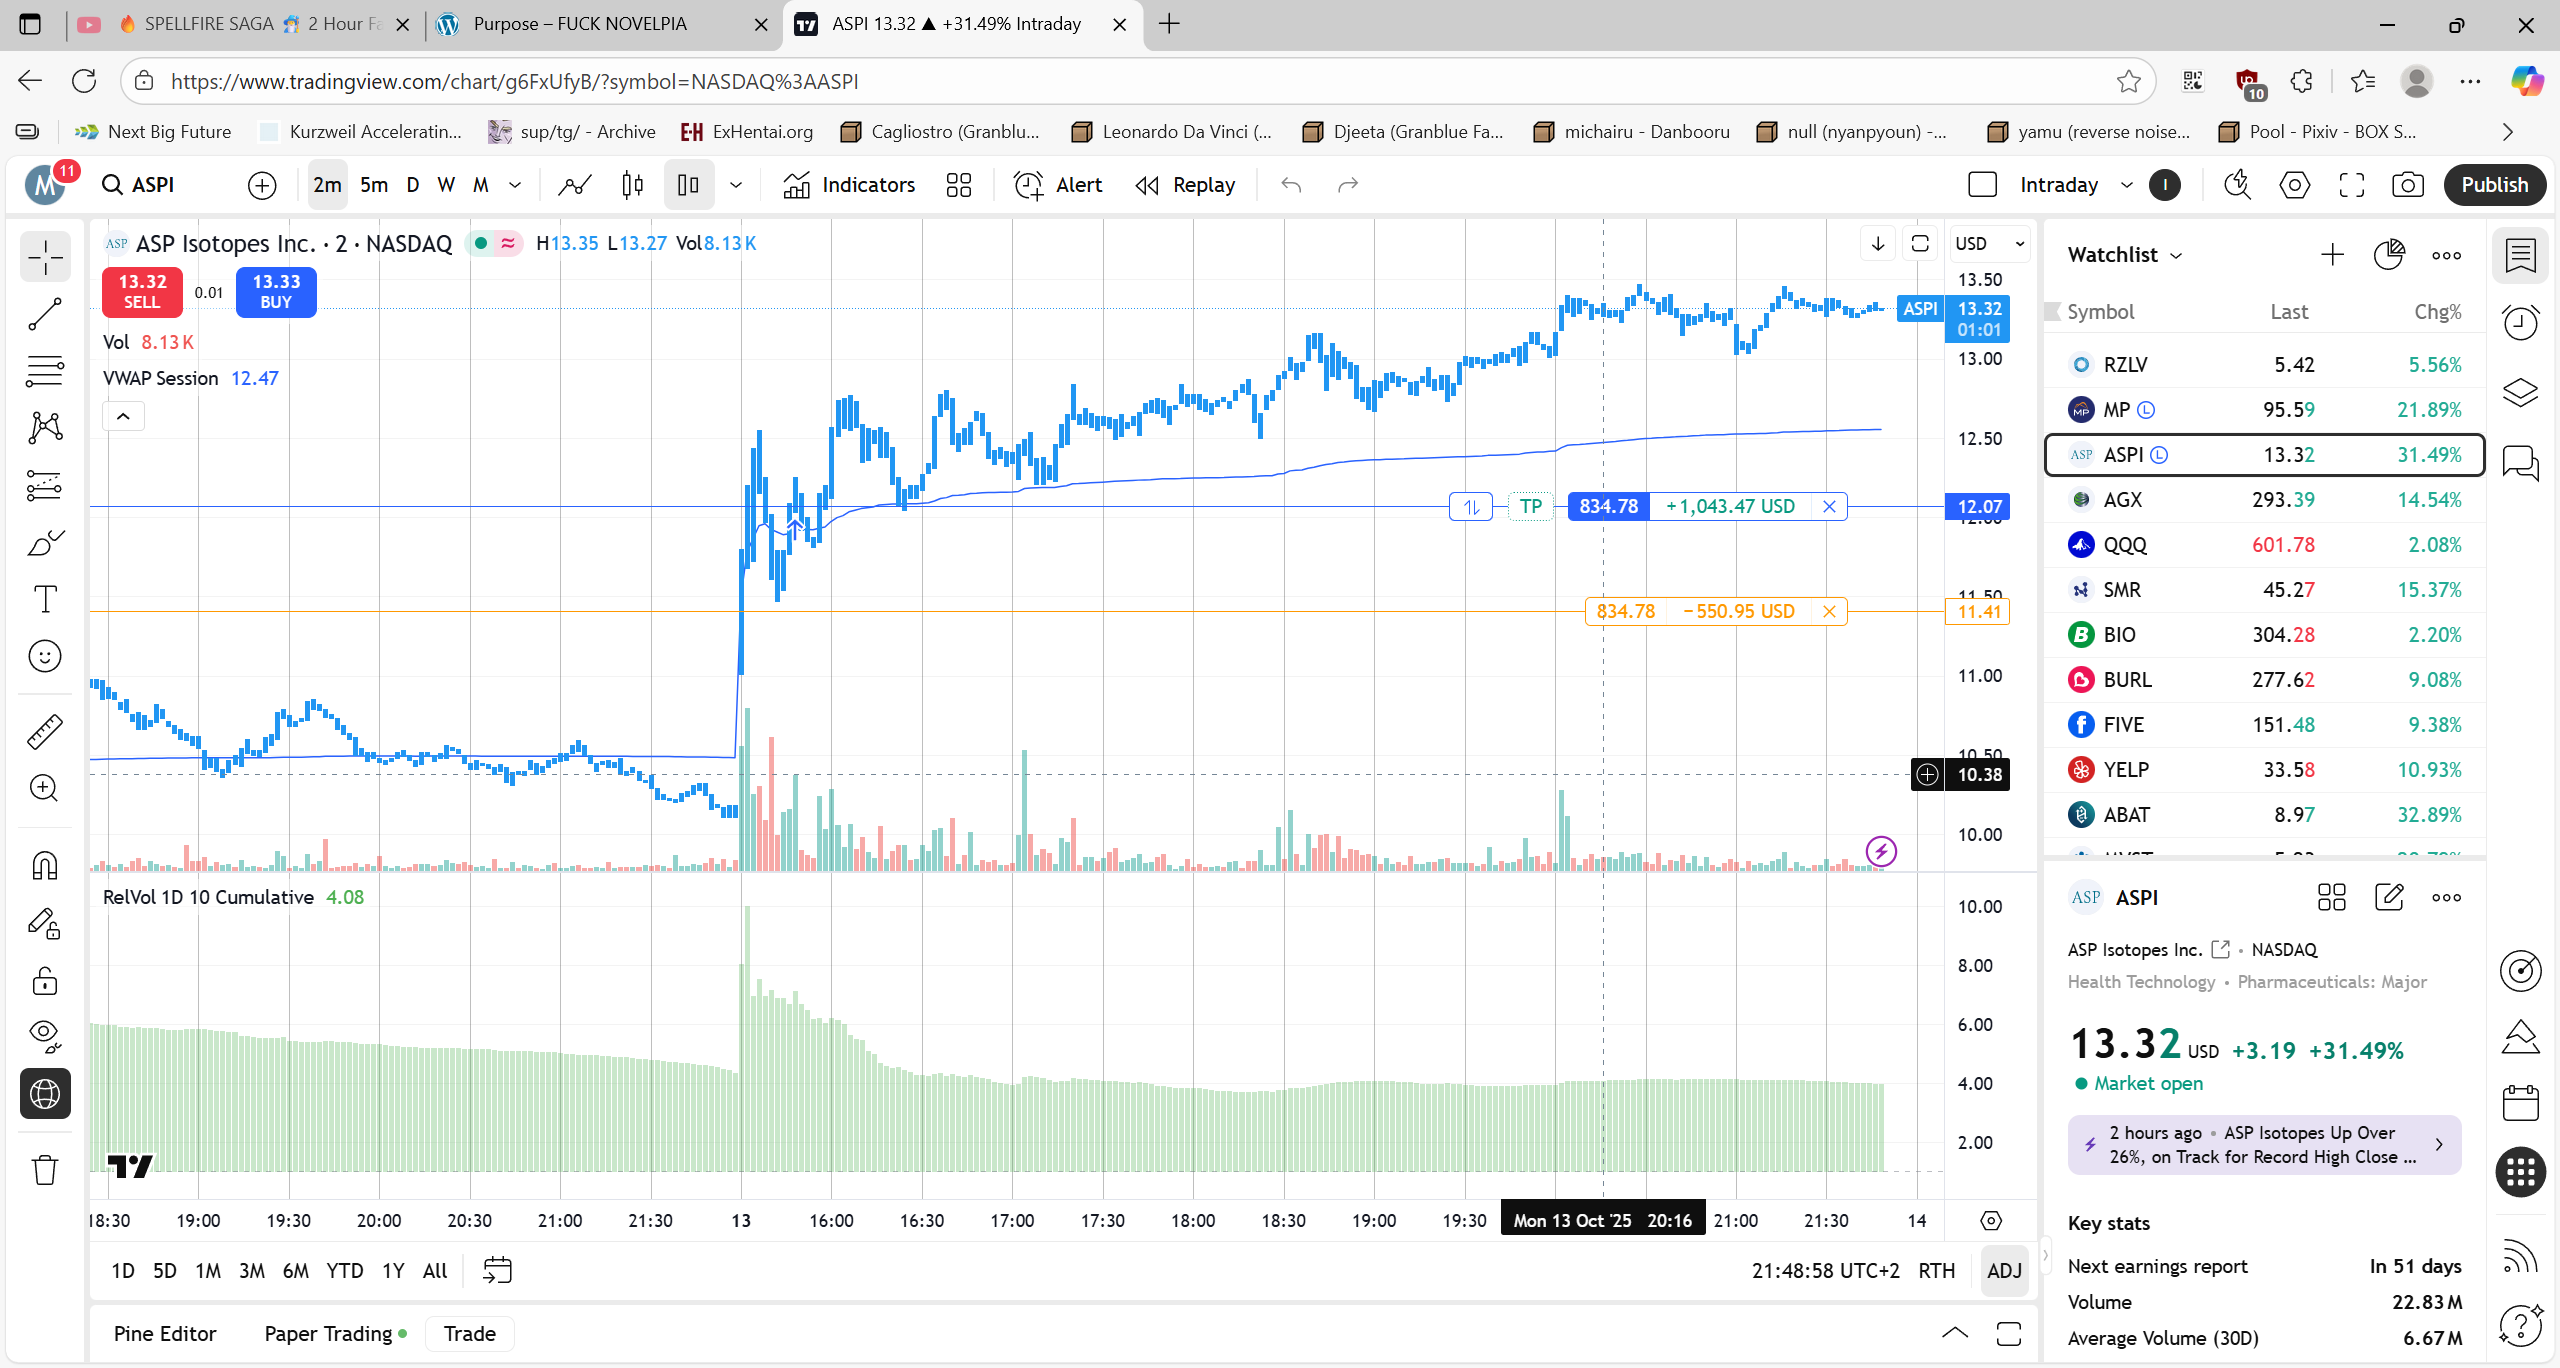 SPELLFIRE SAGA 2 Hour Fa
Purpose – FUCK NOVELPIA
ASPI 13.32 ▲ +31.49% Intraday
https://www.tradingview.com/chart/g6FxUfyB/?symbol=NASDAQ%3AASPI
10
Next Big Future
Kurzweil Acceleratin...
sup/tg/ - Archive
ExHentai.org
Cagliostro (Granblu...
Leonardo Da Vinci (...
Djeeta (Granblue Fa...
michairu - Danbooru
null (nyanpyoun) -...
yamu (reverse noise...
Pool - Pixiv - BOX S...
M 11
ASPI
2m 5m D W M
Indicators
Alert
Replay
Intraday
I
Publish
ASP ASP Isotopes Inc. · 2 · NASDAQ
H13.35 L13.27 Vol8.13 K
13.32 SELL
0.01
13.33 BUY
Vol 8.13 K
VWAP Session 12.47
USD
13.50
ASPI 13.32
01:01
13.00
12.50
TP 834.78 +1,043.47 USD
12.07
834.78 −550.95 USD
11.41
11.00
10.50
10.38
10.00
RelVol 1D 10 Cumulative 4.08
10.00
8.00
6.00
4.00
2.00
18:30 19:00 19:30 20:00 20:30 21:00 21:30 13 16:00 16:30 17:00 17:30 18:00 18:30 19:00 19:30 Mon 13 Oct '25 20:16 21:00 21:30 14
1D 5D 1M 3M 6M YTD 1Y All
21:48:58 UTC+2 RTH ADJ
Pine Editor Paper Trading Trade
Watchlist
Symbol Last Chg%
RZLV 5.42 5.56%
MP L 95.59 21.89%
ASP ASPI L 13.32 31.49%
AGX 293.39 14.54%
QQQ 601.78 2.08%
SMR 45.27 15.37%
BIO 304.28 2.20%
BURL 277.62 9.08%
FIVE 151.48 9.38%
YELP 33.58 10.93%
ABAT 8.97 32.89%
ASP ASPI
ASP Isotopes Inc. • NASDAQ
Health Technology • Pharmaceuticals: Major
13.32 USD +3.19 +31.49%
Market open
2 hours ago • ASP Isotopes Up Over
26%, on Track for Record High Close ...
Key stats
Next earnings report In 51 days
Volume 22.83 M
Average Volume (30D) 6.67 M